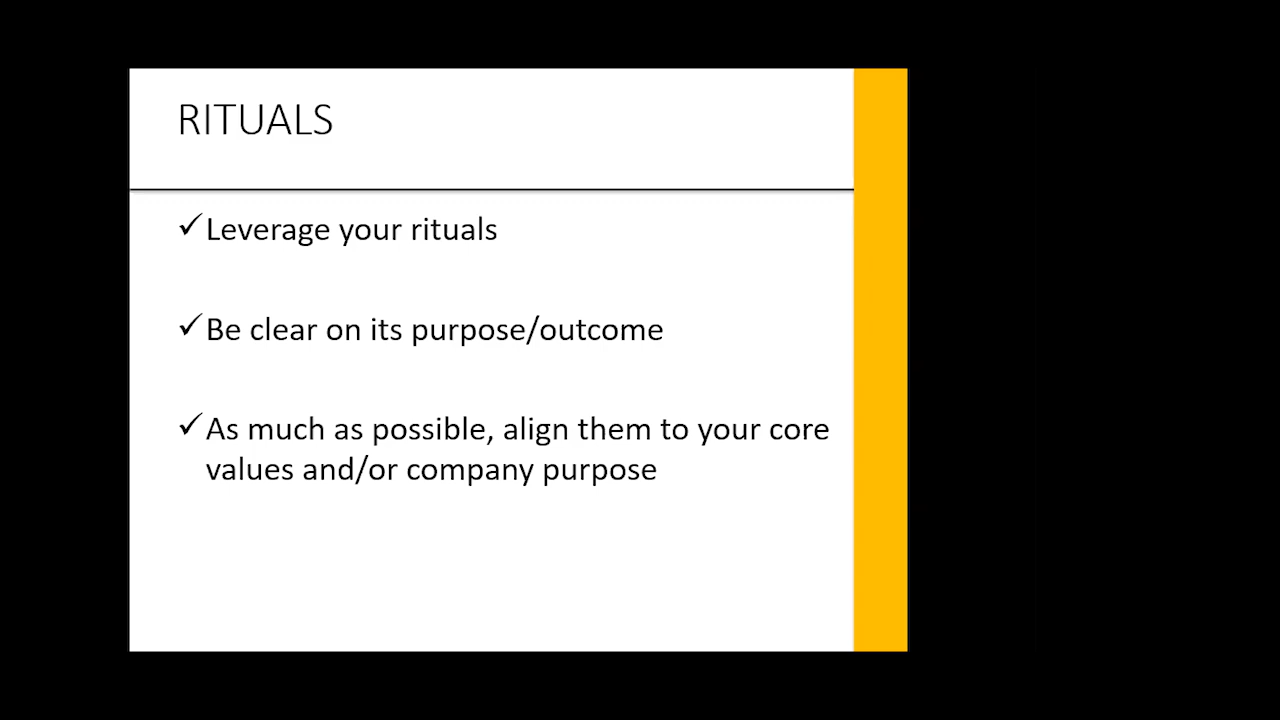 RITUALS
✓Leverage your rituals
✓Be clear on its purpose/outcome
✓As much as possible, align them to your core
values and/or company purpose